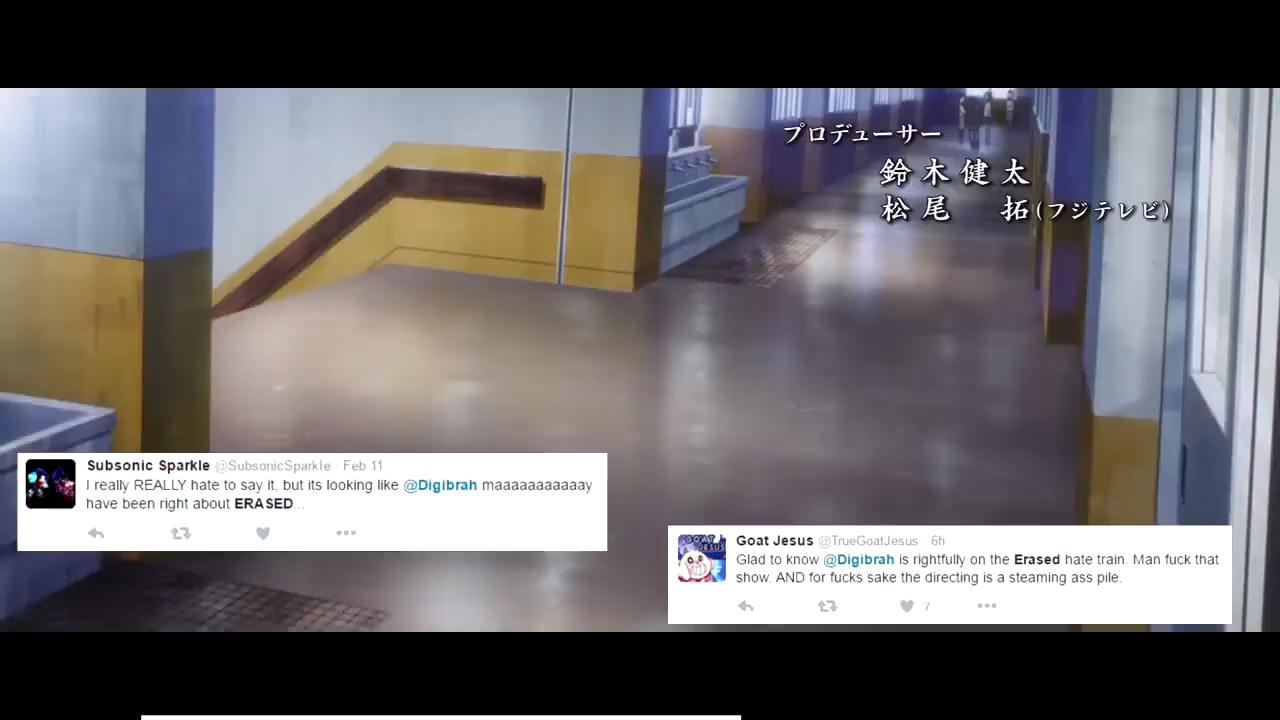 プロデューサー
鈴木健太
松尾 拓(フジテレビ)
Subsonic Sparkle @SubsonicSparkle · Feb 11
I really REALLY hate to say it, but its looking like @Digibrah maaaaaaaaaaay
have been right about ERASED...
Goat Jesus @TrueGoatJesus 6h
Glad to know @Digibrah is rightfully on the Erased hate train. Man fuck that
show. AND for fucks sake the directing is a steaming ass pile.
7